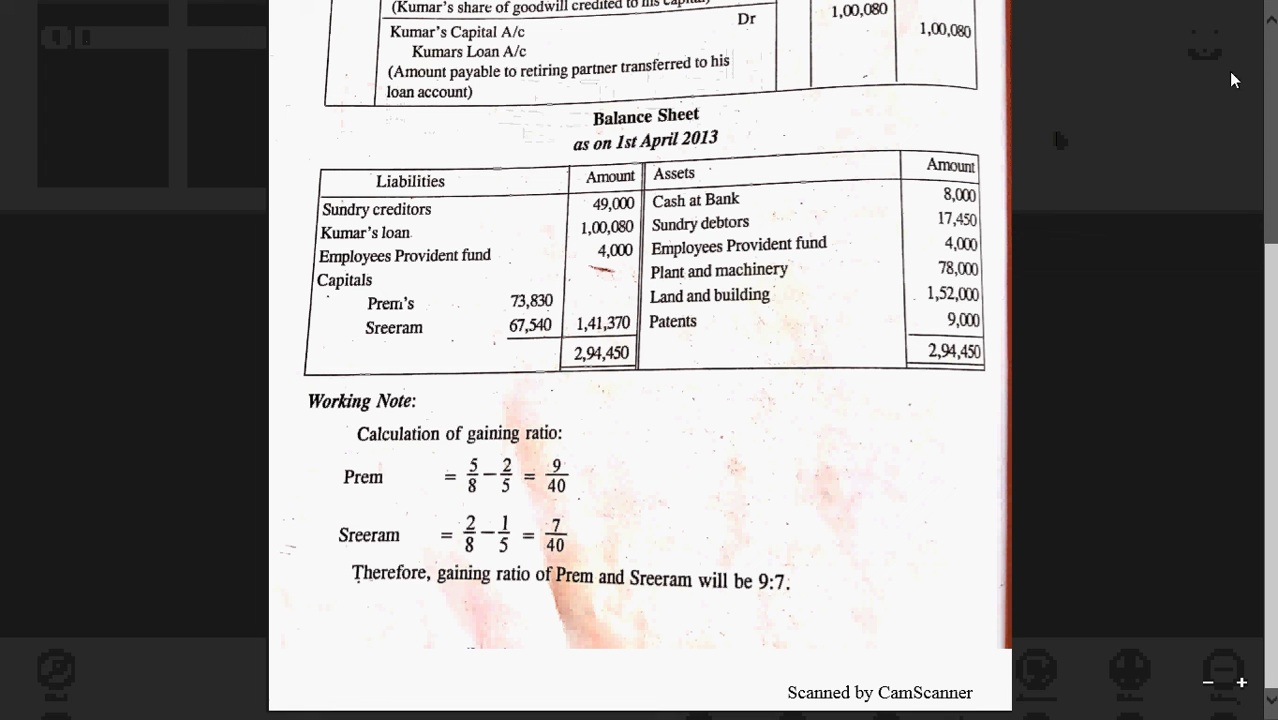 (Kumar's share of goodwill credited to his capital)
Kumar's Capital A/c Dr 1,00,080
Kumars Loan A/c 1,00,080
(Amount payable to retiring partner transferred to his
loan account)
Balance Sheet
as on 1st April 2013
Liabilities Amount Assets Amount
Sundry creditors 49,000 Cash at Bank 8,000
Kumar's loan 1,00,080 Sundry debtors 17,450
Employees Provident fund 4,000 Employees Provident fund 4,000
Capitals Plant and machinery 78,000
Prem's 73,830 Land and building 1,52,000
Sreeram 67,540 1,41,370 Patents 9,000
2,94,450 2,94,450
Working Note:
Calculation of gaining ratio:
Prem = 5/8 − 2/5 = 9/40
Sreeram = 2/8 − 1/5 = 7/40
Therefore, gaining ratio of Prem and Sreeram will be 9:7.
Scanned by CamScanner